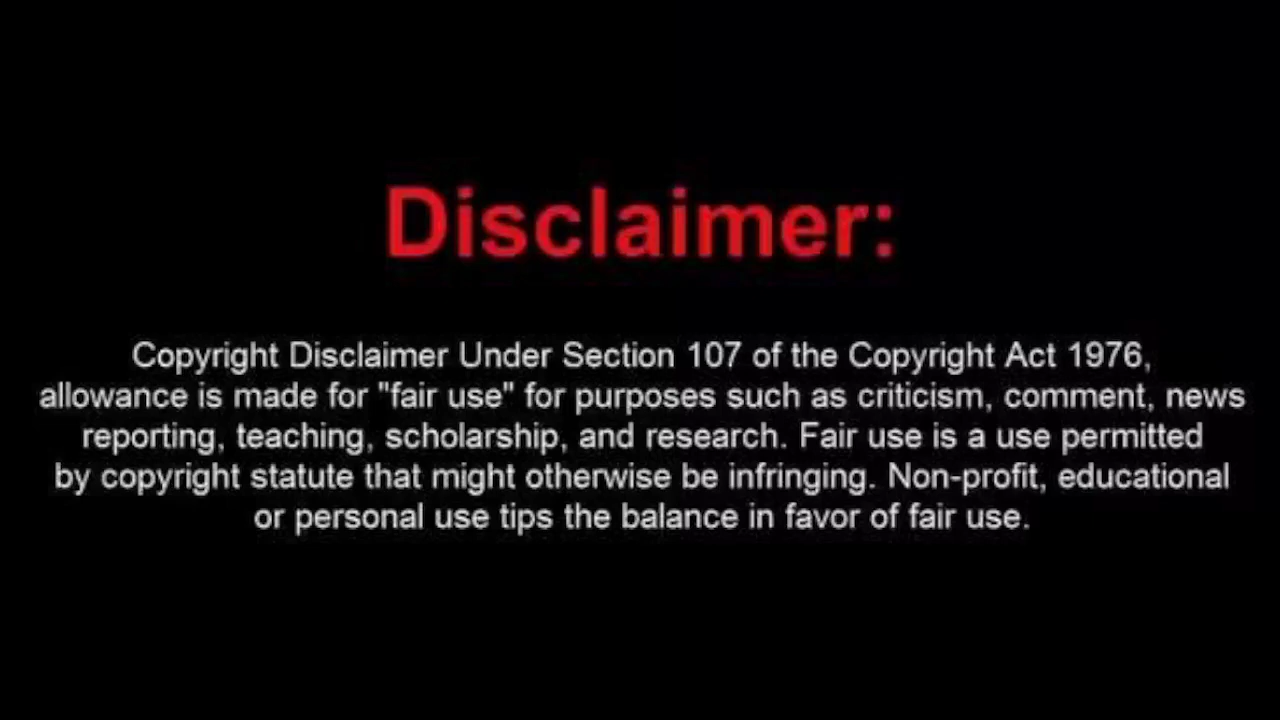 Disclaimer:
Copyright Disclaimer Under Section 107 of the Copyright Act 1976,
allowance is made for "fair use" for purposes such as criticism, comment, news
reporting, teaching, scholarship, and research. Fair use is a use permitted
by copyright statute that might otherwise be infringing. Non-profit, educational
or personal use tips the balance in favor of fair use.